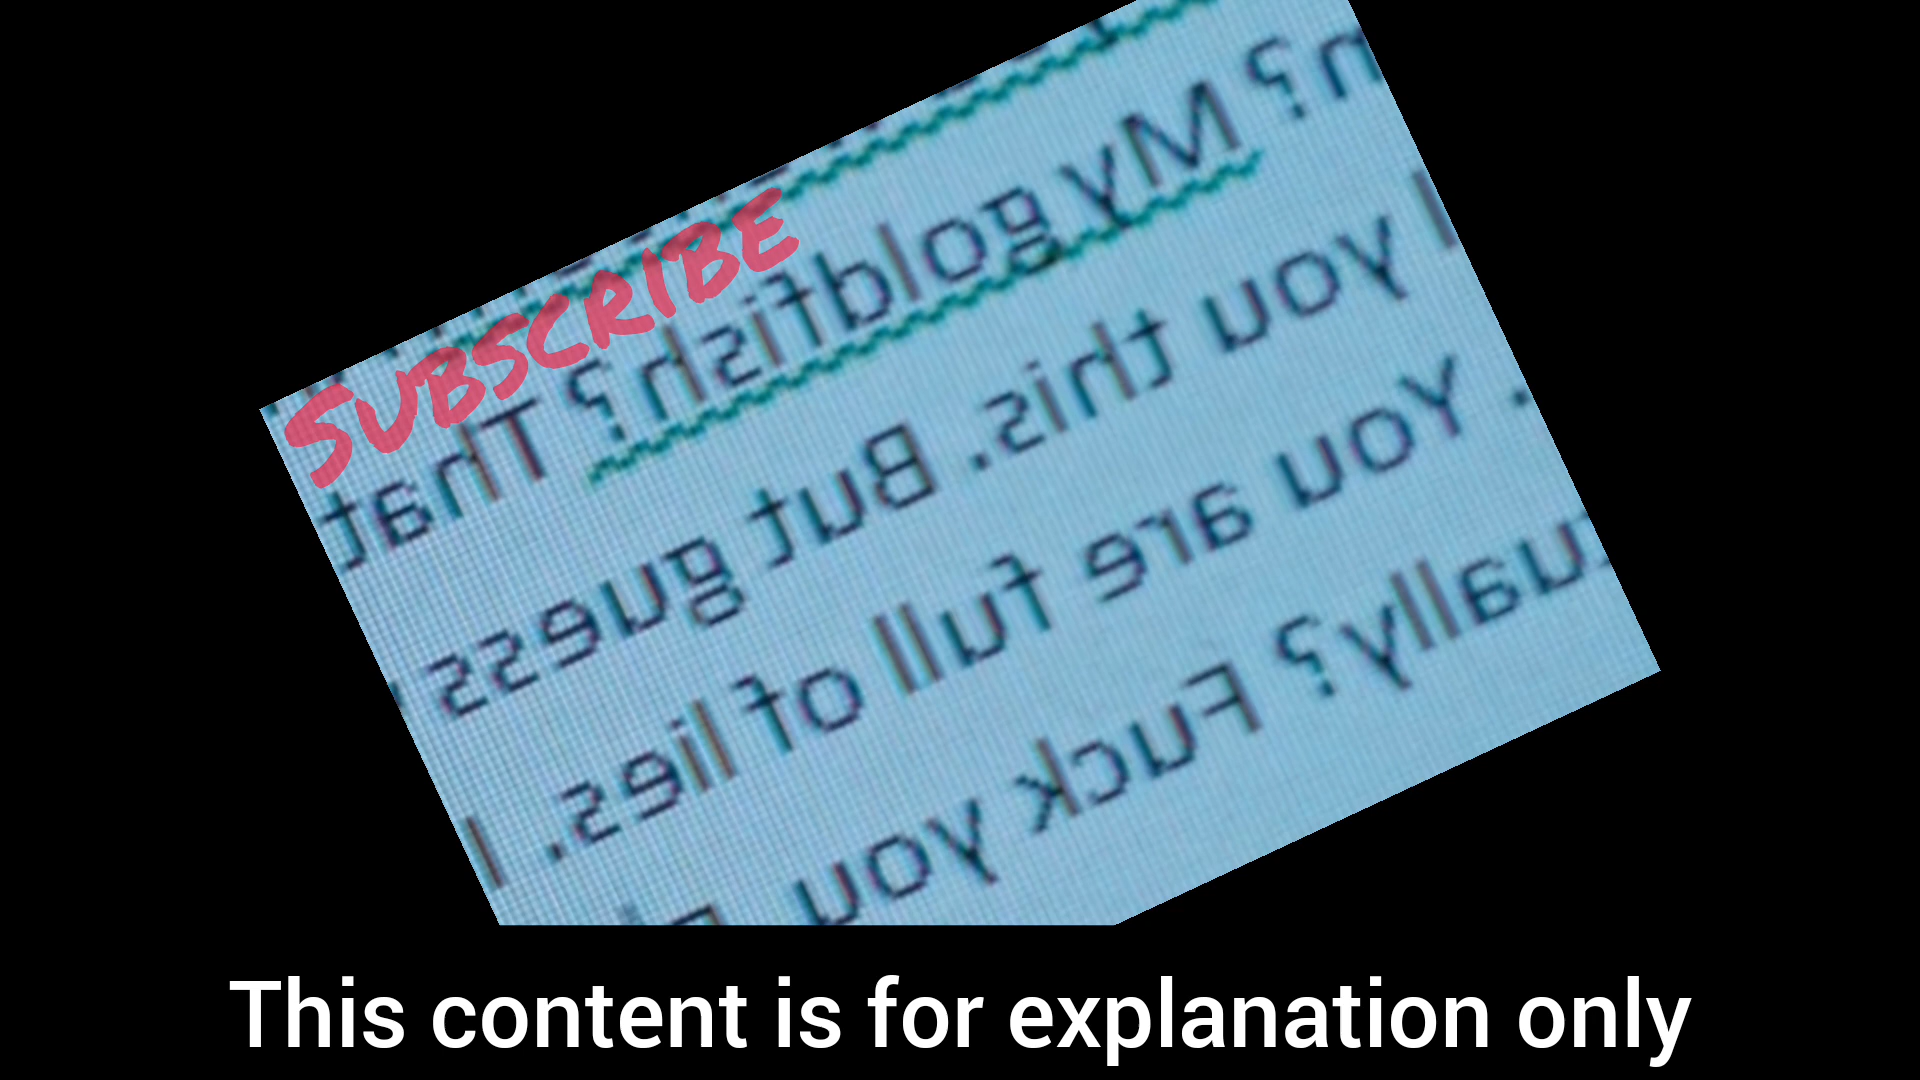 SUBSCRIBE
? My goldfish? That
you this. But guess
. You are full of lies. I
ually? Fuck you
This content is for explanation only